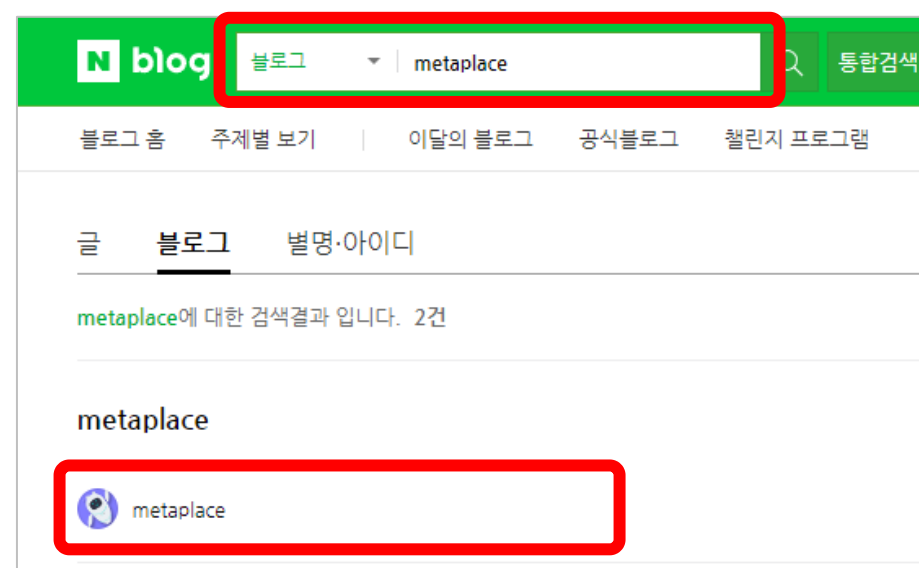 N blog 블로그 metaplace 통합검색
블로그 홈 주제별 보기 이달의 블로그 공식블로그 챌린지 프로그램
글 블로그 별명·아이디
metaplace에 대한 검색결과 입니다. 2건
metaplace
metaplace